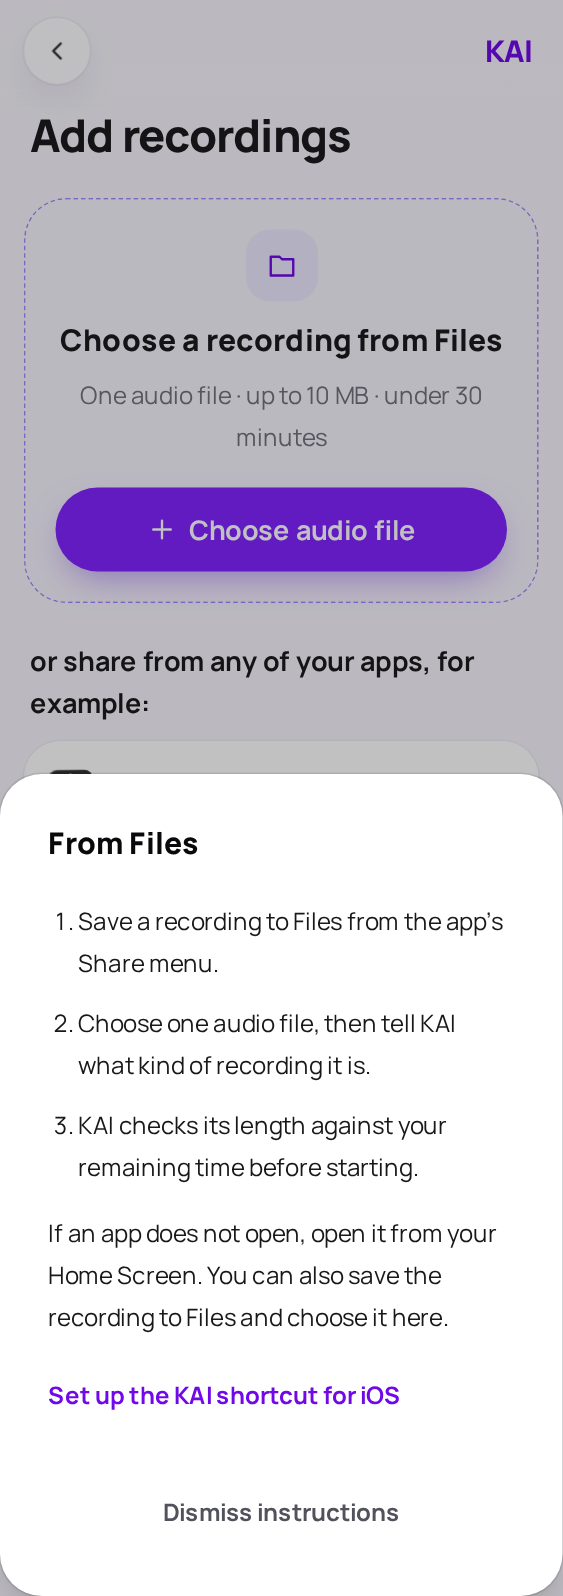 KAI
Add recordings
Choose a recording from Files
One audio file · up to 10 MB · under 30
minutes
+ Choose audio file
or share from any of your apps, for
example:
From Files
1. Save a recording to Files from the app’s
Share menu.
2. Choose one audio file, then tell KAI
what kind of recording it is.
3. KAI checks its length against your
remaining time before starting.
If an app does not open, open it from your
Home Screen. You can also save the
recording to Files and choose it here.
Set up the KAI shortcut for iOS
Dismiss instructions